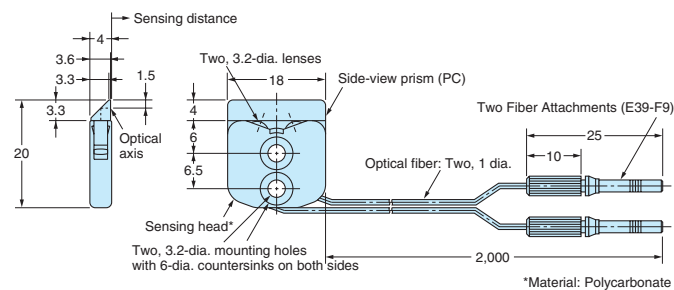 Sensing distance
4
3.6
3.3
1.5
3.3
20
Optical
axis
Two, 3.2-dia. lenses
18
Side-view prism (PC)
4
6
6.5
Two Fiber Attachments (E39-F9)
25
10
Optical fiber: Two, 1 dia.
Sensing head*
Two, 3.2-dia. mounting holes
with 6-dia. countersinks on both sides
2,000
*Material: Polycarbonate